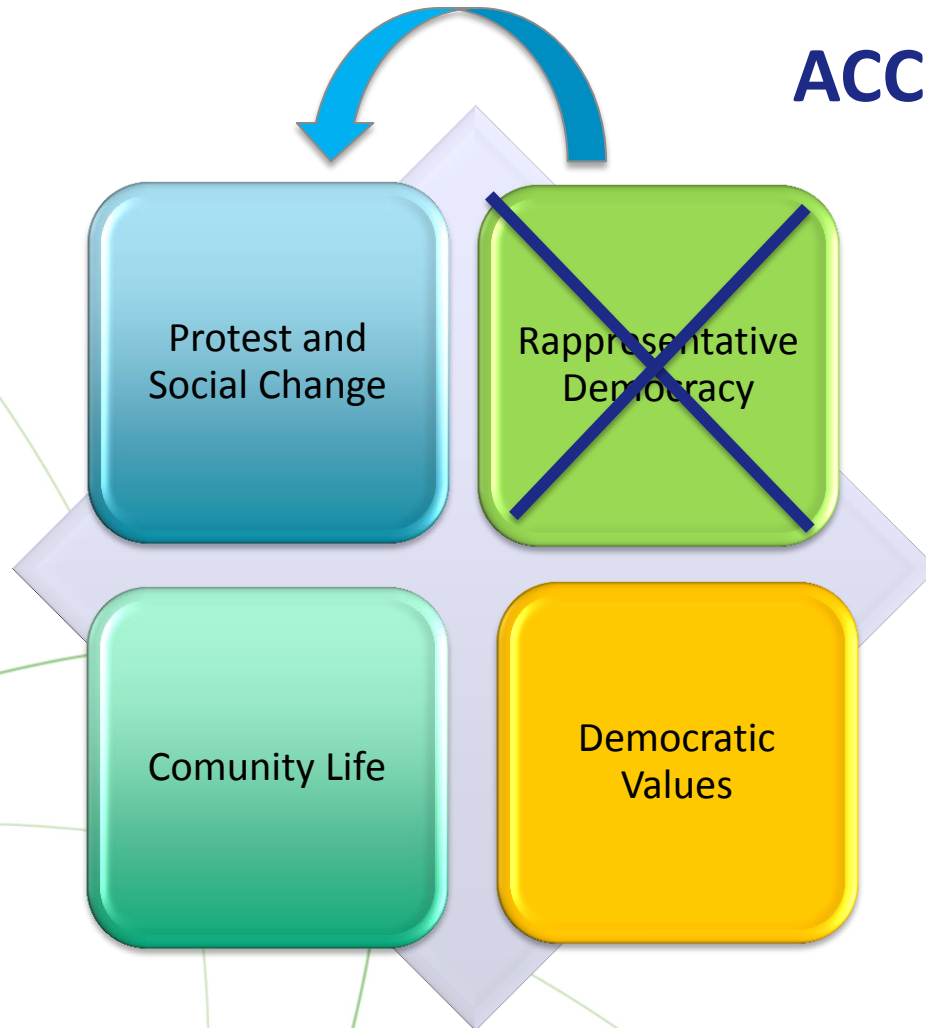 ACC
Protest and
Social Change
Rappresentative
Democracy
Comunity Life
Democratic
Values